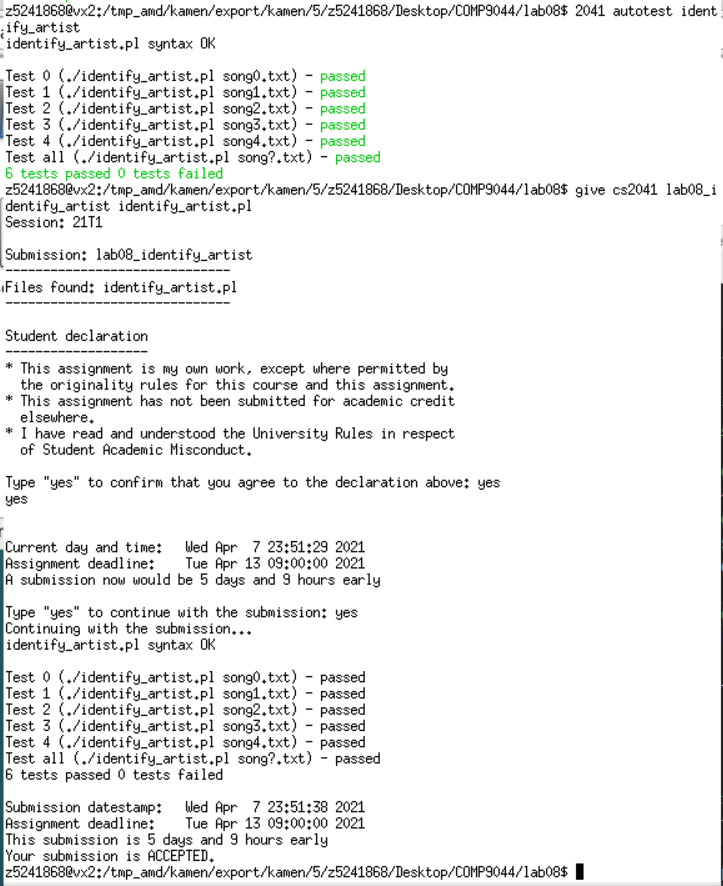 z5241868@vx2:/tmp_amd/kamen/export/kamen/5/z5241868/Desktop/COMP9044/lab08$ 2041 autotest ident
ify_artist
identify_artist.pl syntax OK
Test 0 (./identify_artist.pl song0.txt) - passed
Test 1 (./identify_artist.pl song1.txt) - passed
Test 2 (./identify_artist.pl song2.txt) - passed
Test 3 (./identify_artist.pl song3.txt) - passed
Test 4 (./identify_artist.pl song4.txt) - passed
Test all (./identify_artist.pl song?.txt) - passed
6 tests passed 0 tests failed
z5241868@vx2:/tmp_amd/kamen/export/kamen/5/z5241868/Desktop/COMP9044/lab08$ give cs2041 lab08_i
dentify_artist identify_artist.pl
Session: 21T1
Submission: lab08_identify_artist
------------------------------
Files found: identify_artist.pl
------------------------------
Student declaration
-------------------
* This assignment is my own work, except where permitted by
the originality rules for this course and this assignment.
* This assignment has not been submitted for academic credit
elsewhere.
* I have read and understood the University Rules in respect
of Student Academic Misconduct.
Type "yes" to confirm that you agree to the declaration above: yes
yes
Current day and time: Wed Apr 7 23:51:29 2021
Assignment deadline: Tue Apr 13 09:00:00 2021
A submission now would be 5 days and 9 hours early
Type "yes" to continue with the submission: yes
Continuing with the submission...
identify_artist.pl syntax OK
Test 0 (./identify_artist.pl song0.txt) - passed
Test 1 (./identify_artist.pl song1.txt) - passed
Test 2 (./identify_artist.pl song2.txt) - passed
Test 3 (./identify_artist.pl song3.txt) - passed
Test 4 (./identify_artist.pl song4.txt) - passed
Test all (./identify_artist.pl song?.txt) - passed
6 tests passed 0 tests failed
Submission datestamp: Wed Apr 7 23:51:38 2021
Assignment deadline: Tue Apr 13 09:00:00 2021
This submission is 5 days and 9 hours early
Your submission is ACCEPTED.
z5241868@vx2:/tmp_amd/kamen/export/kamen/5/z5241868/Desktop/COMP9044/lab08$